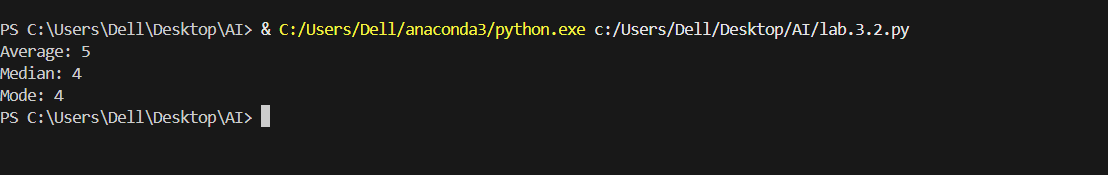 PS C:\Users\Dell\Desktop\AI> & C:/Users/Dell/anaconda3/python.exe c:/Users/Dell/Desktop/AI/lab.3.2.py
Average: 5
Median: 4
Mode: 4
PS C:\Users\Dell\Desktop\AI>